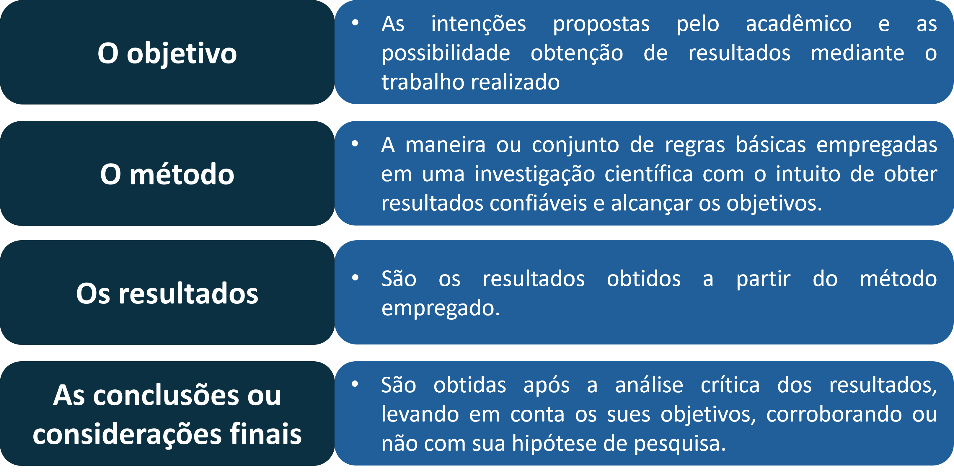 O objetivo
• As intenções propostas pelo acadêmico e as
possibilidade obtenção de resultados mediante o
trabalho realizado
O método
• A maneira ou conjunto de regras básicas empregadas
em uma investigação científica com o intuito de obter
resultados confiáveis e alcançar os objetivos.
Os resultados
• São os resultados obtidos a partir do método
empregado.
As conclusões ou
considerações finais
• São obtidas após a análise crítica dos resultados,
levando em conta os sues objetivos, corroborando ou
não com sua hipótese de pesquisa.